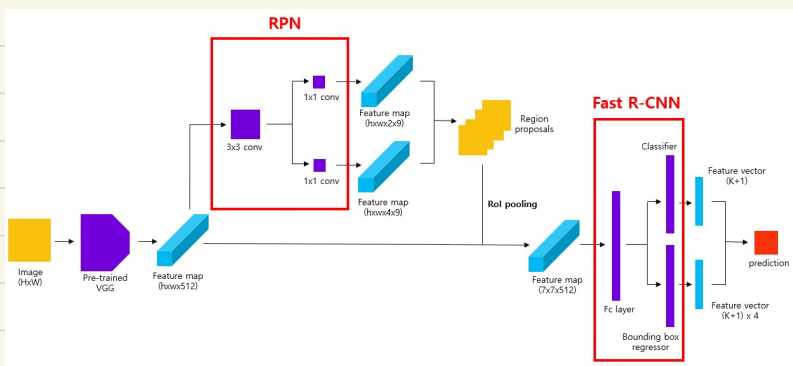 RPN
3x3 conv
1x1 conv
1x1 conv
Feature map
(hxwx2x9)
Feature map
(hxwx4x9)
Region
proposals
RoI pooling
Image
(HxW)
Pre-trained
VGG
Feature map
(hxwx512)
Feature map
(7x7x512)
Fast R-CNN
Classifier
Fc layer
Bounding box
regressor
Feature vector
(K+1)
Feature vector
(K+1) x 4
prediction